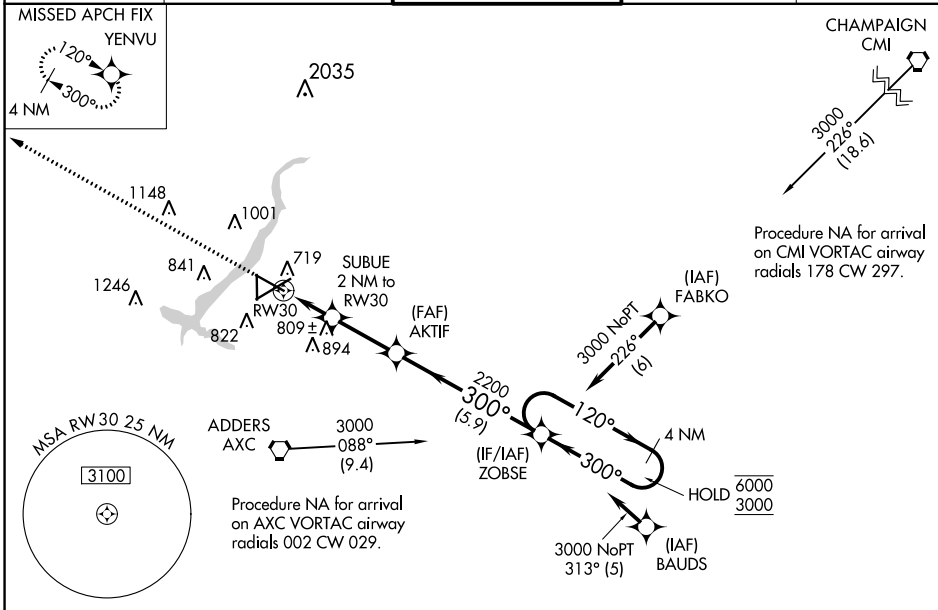 MISSED APCH FIX
YENVU
120°
300°
4 NM
2035
CHAMPAIGN
CMI
3000
226°
(18.6)
Procedure NA for arrival
on CMI VORTAC airway
radials 178 CW 297.
1148
1001
841
719
1246
RW30
822
809 ±
894
SUBUE
2 NM to
RW30
(FAF)
AKTIF
(IAF)
FABKO
3000 NoPT
226°
(6)
2200
300°
(5.9)
120°
4 NM
300°
(IF/IAF)
ZOBSE
HOLD
6000
3000
3000 NoPT
313° (5)
(IAF)
BAUDS
ADDERS
AXC
3000
088°
(9.4)
Procedure NA for arrival
on AXC VORTAC airway
radials 002 CW 029.
MSA RW30 25 NM
3100